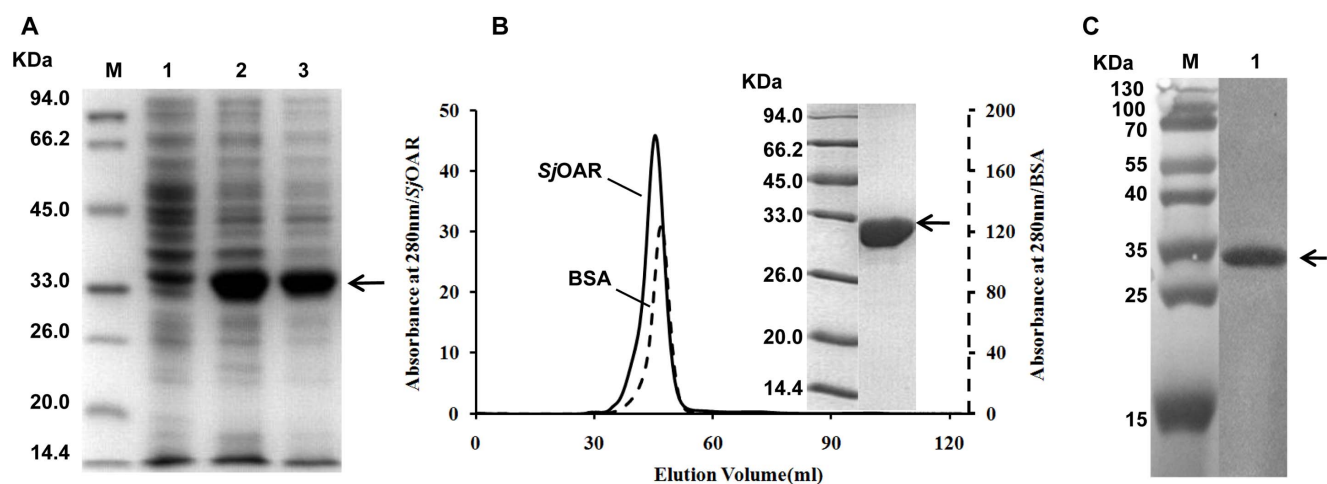 A
KDa
M 1 2 3
94.0
66.2
45.0
33.0
26.0
20.0
14.4
B
Absorbance at 280nm/SjOAR
50
40
30
20
10
0
SjOAR
BSA
KDa
94.0
66.2
45.0
33.0
26.0
20.0
14.4
200
160
120
80
40
0
Absorbance at 280nm/BSA
0 30 60 90 120
Elution Volume(ml)
C
KDa
M 1
130
100
70
55
40
35
25
15